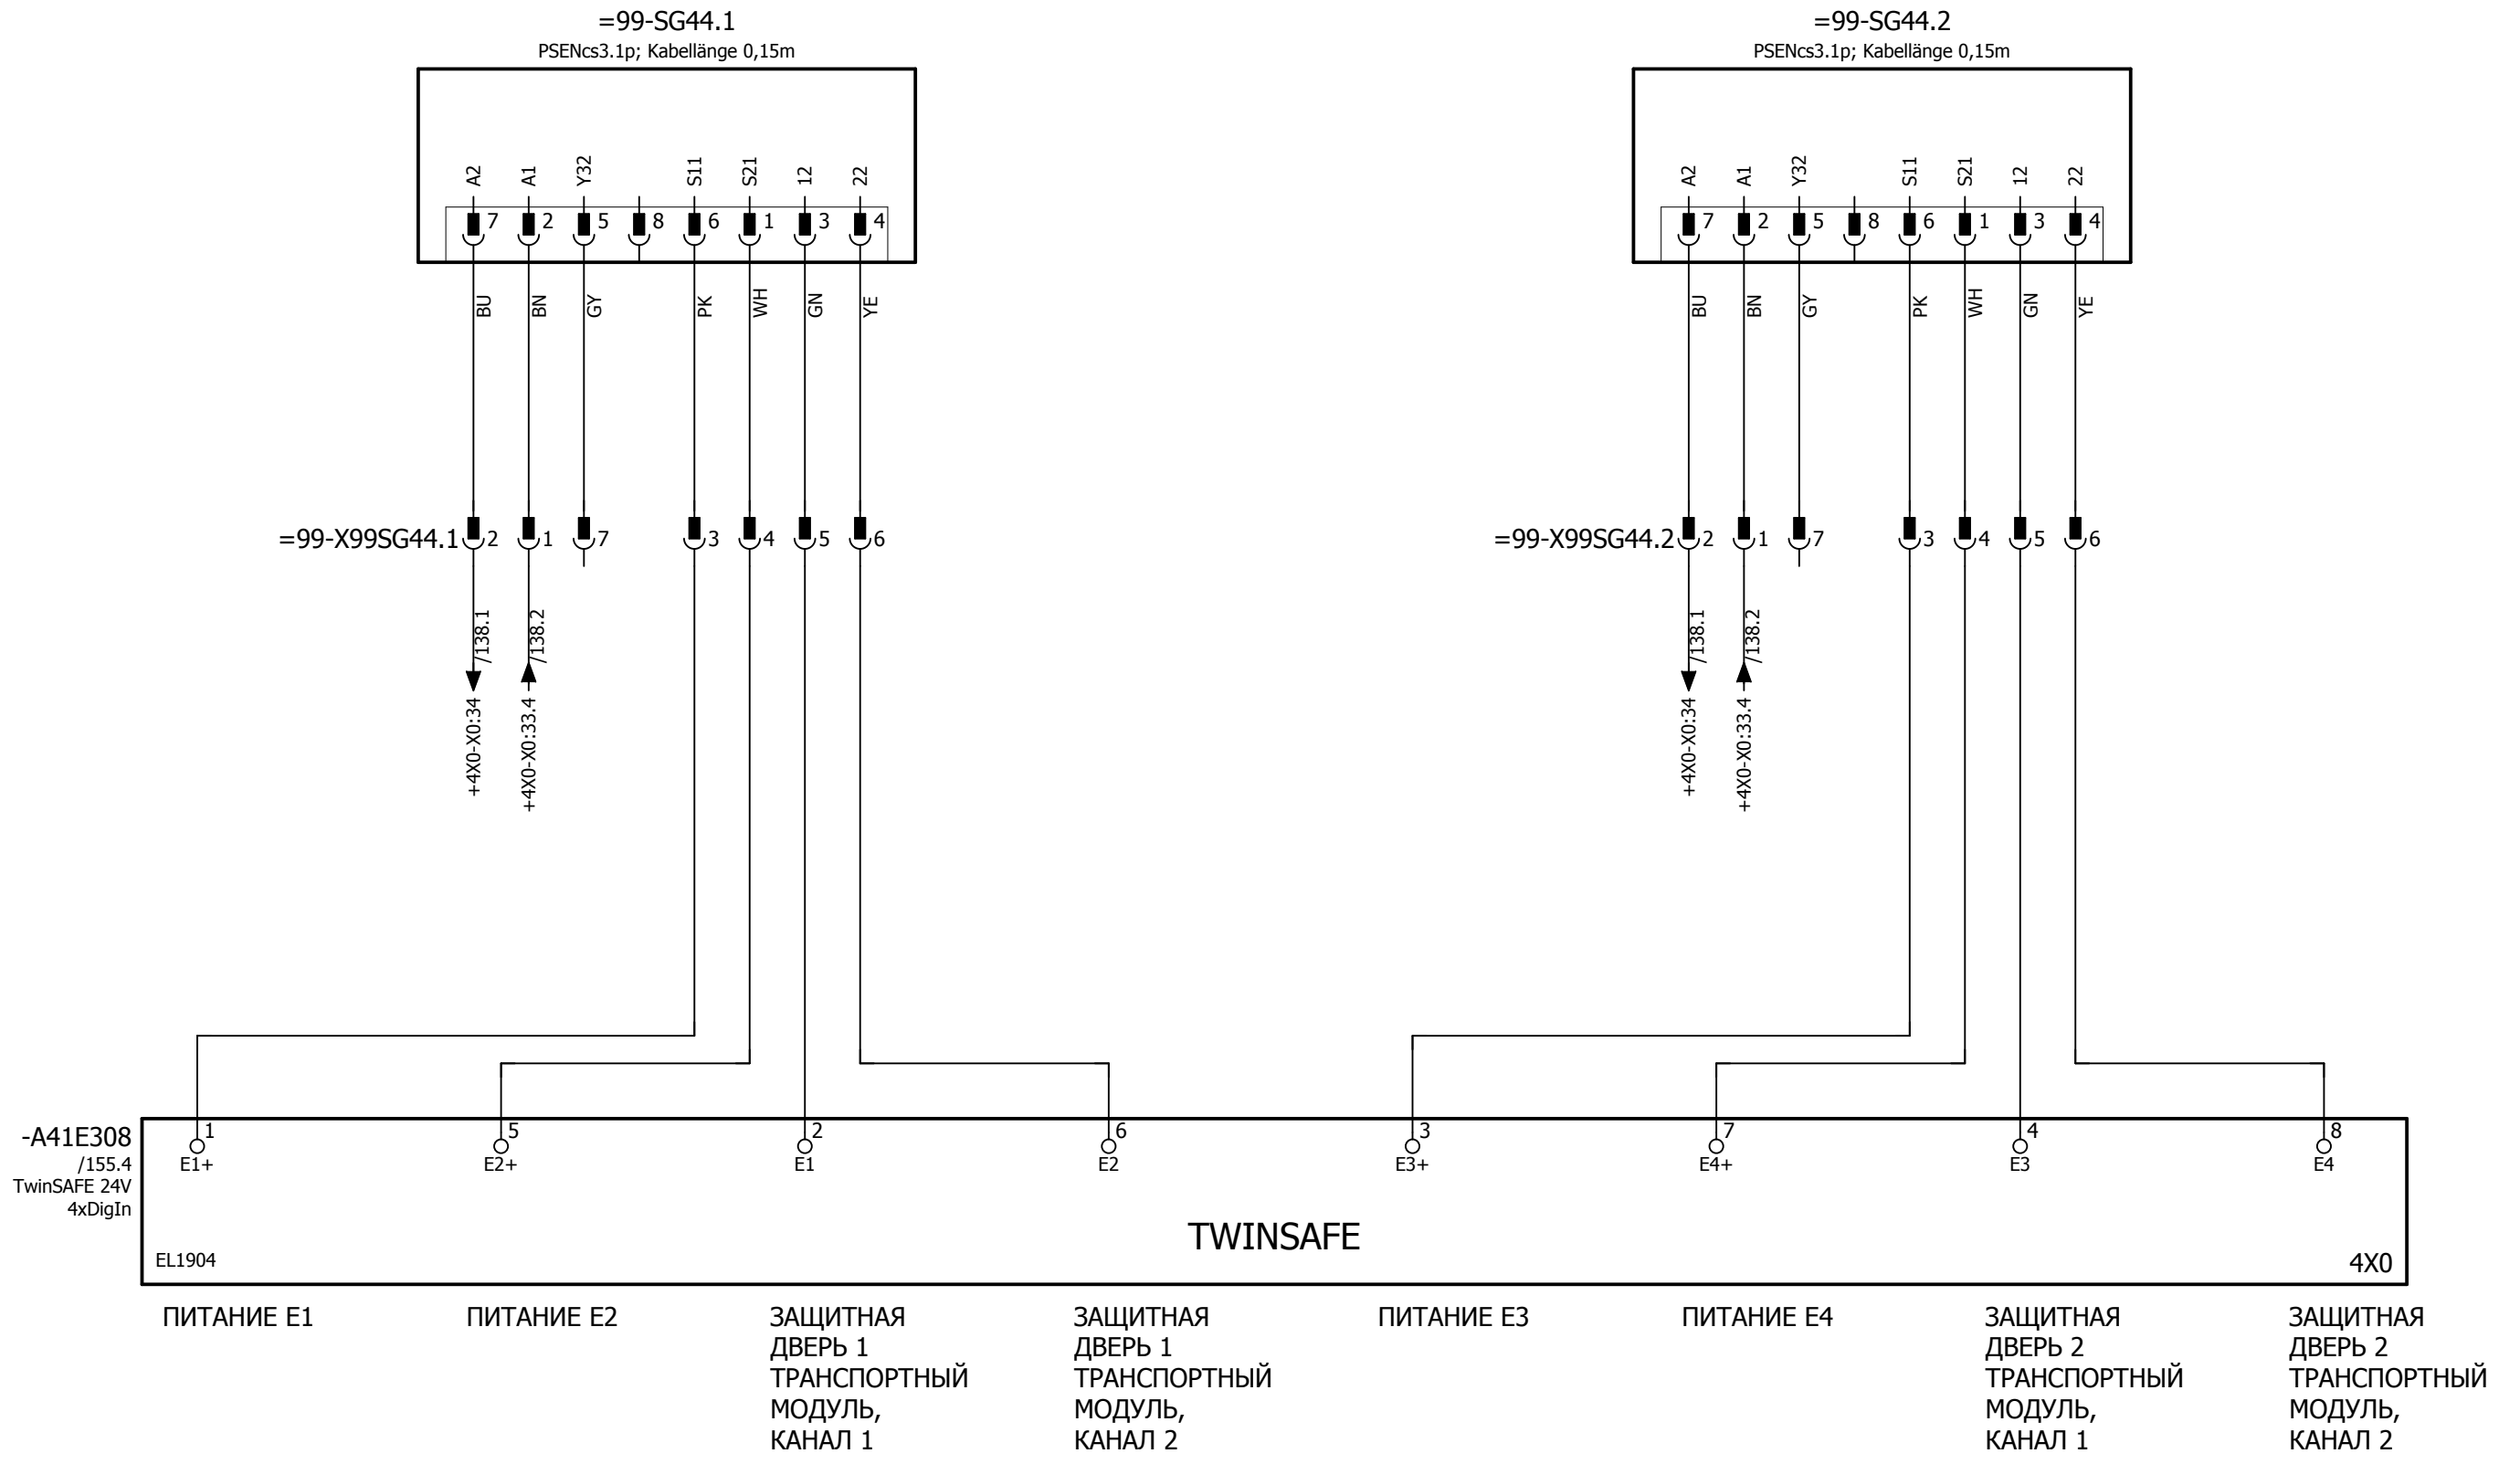 =99-SG44.1
PSENcs3.1p; Kabellänge 0,15m
A2 A1 Y32 S11 S21 12 22
7 2 5 8 6 1 3 4
BU BN GY PK WH GN YE
=99-X99SG44.1 2 1 7 3 4 5 6
/138.1 /138.2
+4X0-X0:34 +4X0-X0:33.4
=99-SG44.2
PSENcs3.1p; Kabellänge 0,15m
A2 A1 Y32 S11 S21 12 22
7 2 5 8 6 1 3 4
BU BN GY PK WH GN YE
=99-X99SG44.2 2 1 7 3 4 5 6
/138.1 /138.2
+4X0-X0:34 +4X0-X0:33.4
-A41E308
/155.4
TwinSAFE 24V
4xDigIn
1 5 2 6 3 7 4 8
E1+ E2+ E1 E2 E3+ E4+ E3 E4
TWINSAFE
EL1904
4X0
ПИТАНИЕ E1
ПИТАНИЕ E2
ЗАЩИТНАЯ
ДВЕРЬ 1
ТРАНСПОРТНЫЙ
МОДУЛЬ,
КАНАЛ 1
ЗАЩИТНАЯ
ДВЕРЬ 1
ТРАНСПОРТНЫЙ
МОДУЛЬ,
КАНАЛ 2
ПИТАНИЕ E3
ПИТАНИЕ E4
ЗАЩИТНАЯ
ДВЕРЬ 2
ТРАНСПОРТНЫЙ
МОДУЛЬ,
КАНАЛ 1
ЗАЩИТНАЯ
ДВЕРЬ 2
ТРАНСПОРТНЫЙ
МОДУЛЬ,
КАНАЛ 2